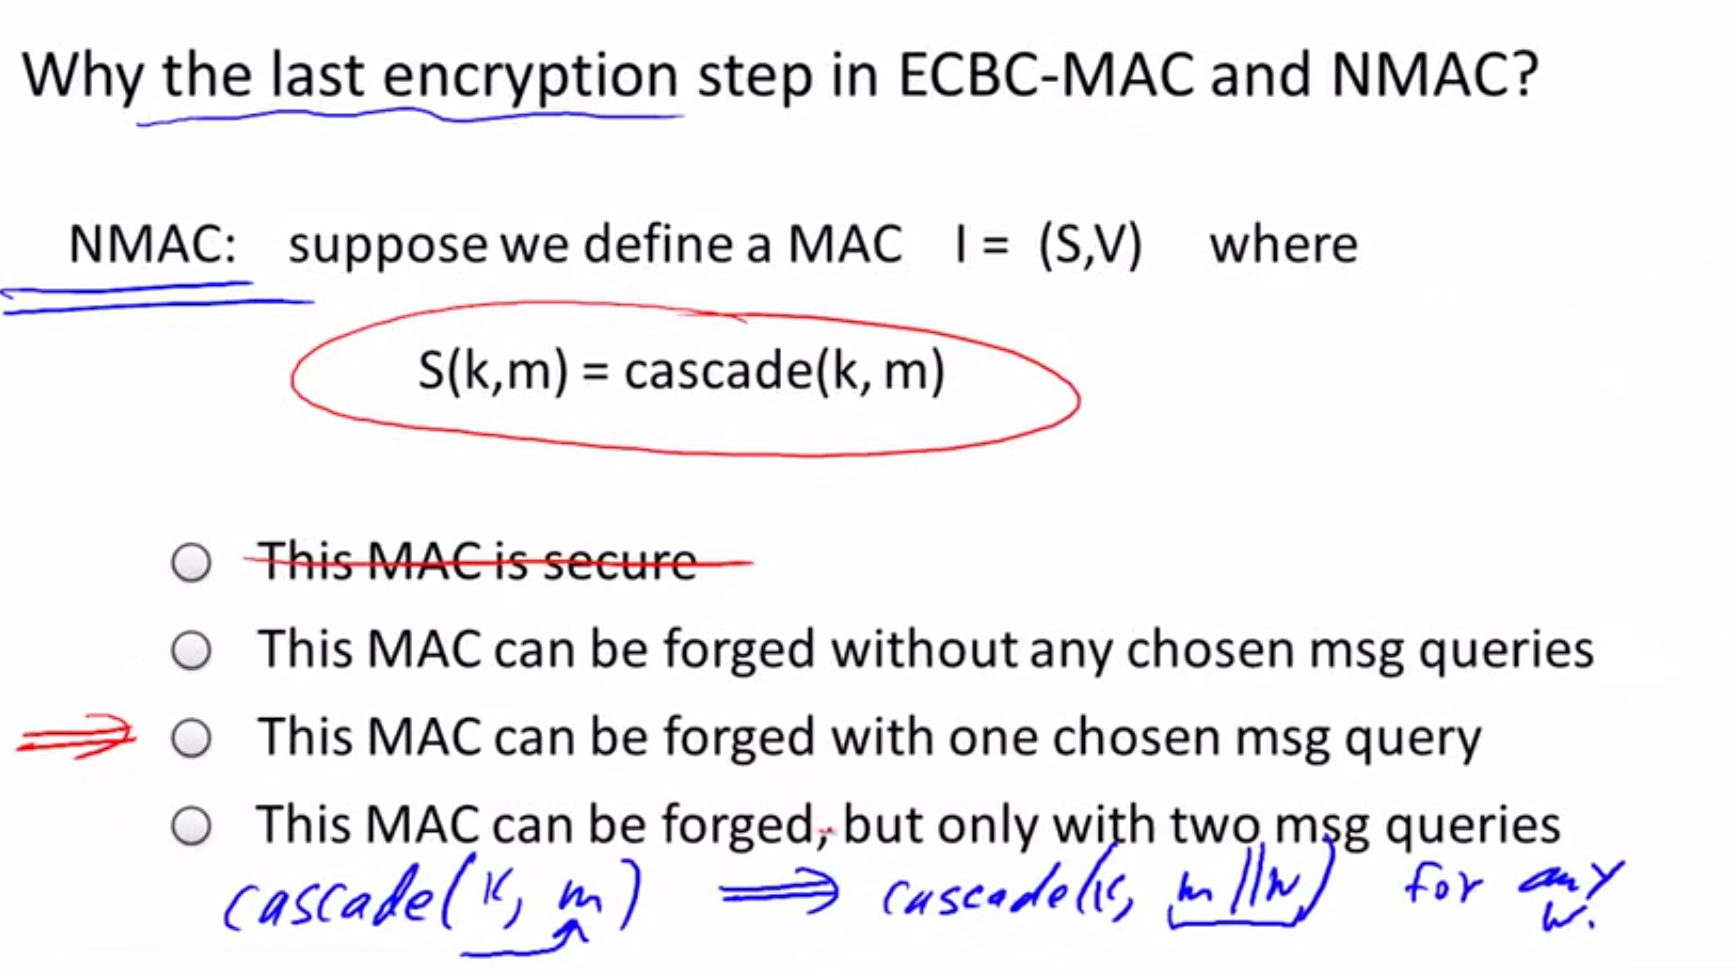 Why the last encryption step in ECBC-MAC and NMAC?
NMAC: suppose we define a MAC I = (S,V) where
S(k,m) = cascade(k, m)
This MAC is secure
This MAC can be forged without any chosen msg queries
This MAC can be forged with one chosen msg query
This MAC can be forged, but only with two msg queries
cascade(k, m) ⟹ cascade(k, m||w) for any w.